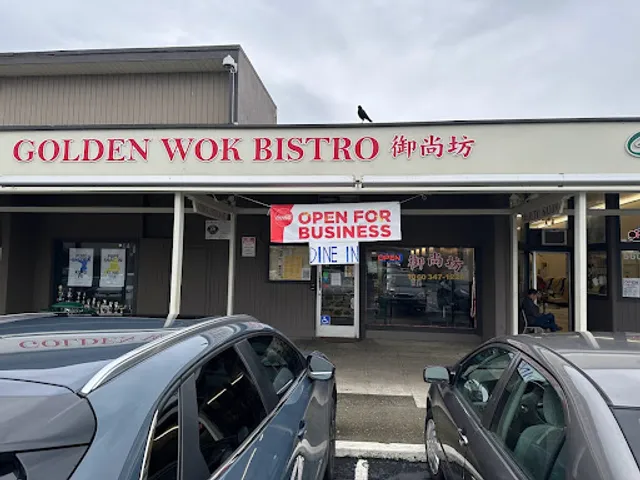 GOLDEN WOK BISTRO 御尚坊
OPEN FOR
BUSINESS
DINE IN
OPEN
御尚坊